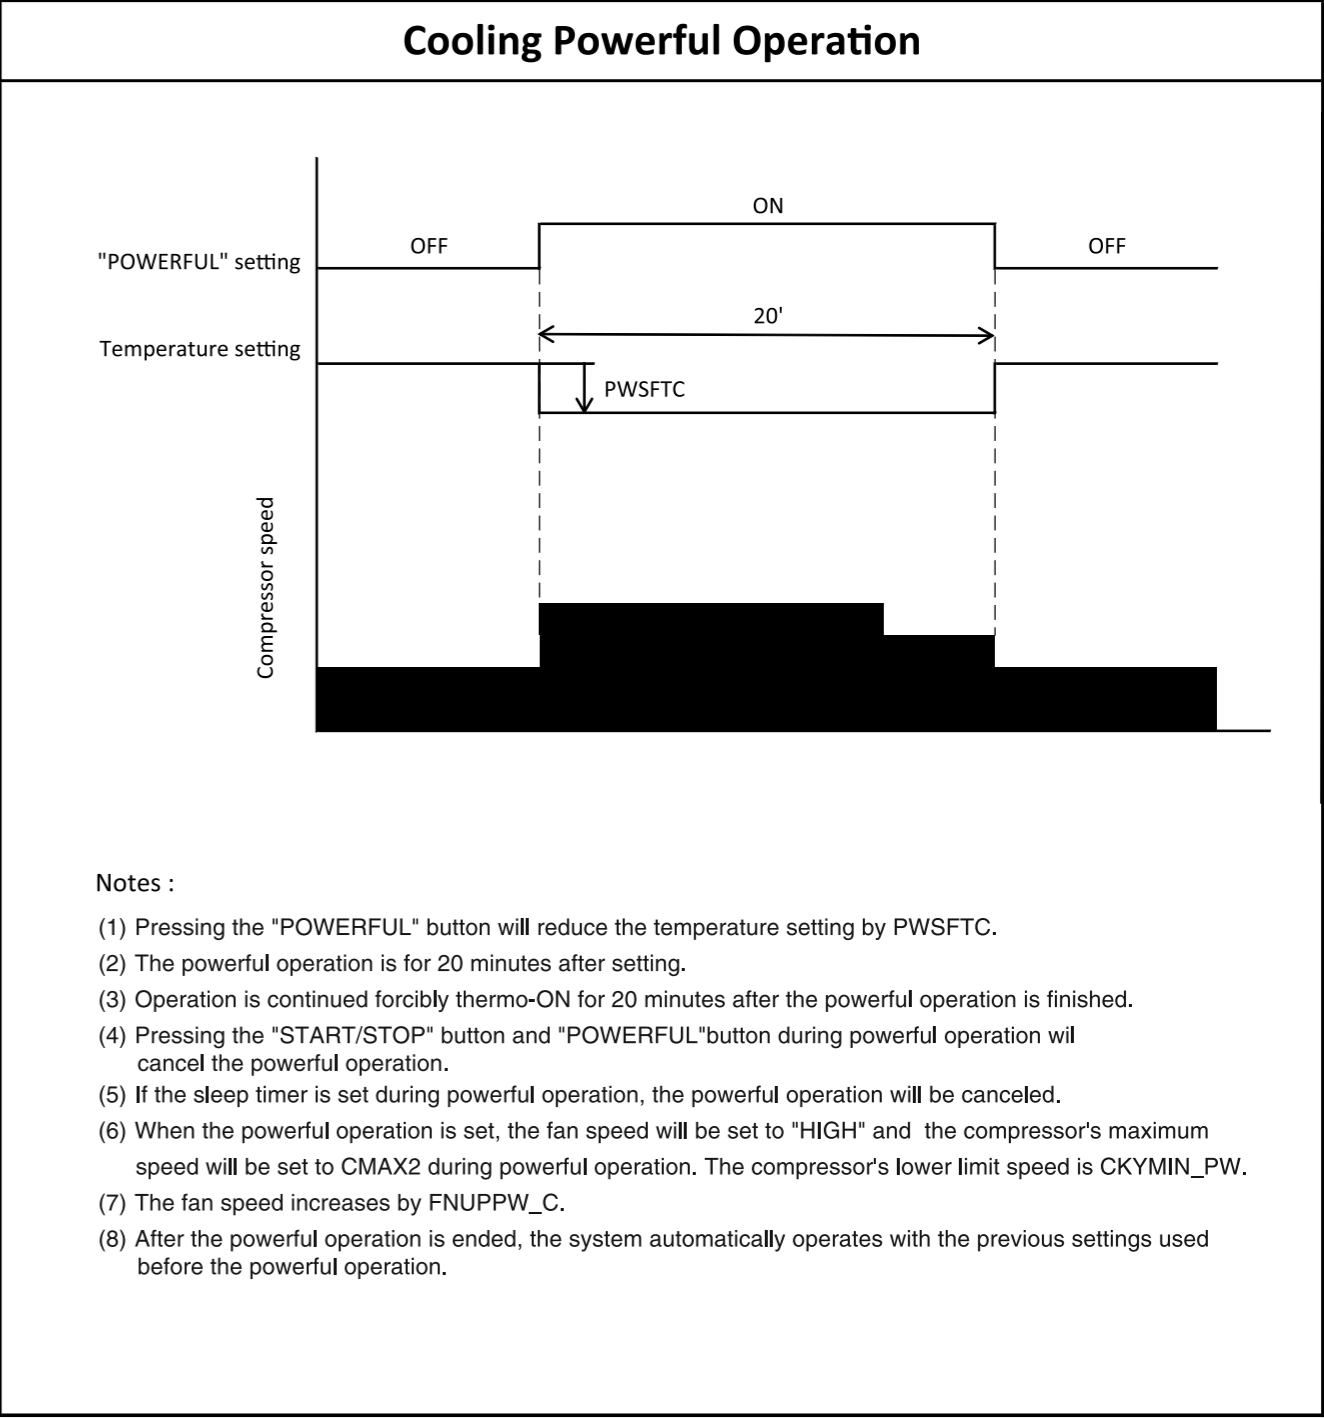 Cooling Powerful Operation
ON
OFF
OFF
"POWERFUL" setting
20'
Temperature setting
PWSFTC
Compressor speed
Notes :
(1) Pressing the "POWERFUL" button will reduce the temperature setting by PWSFTC.
(2) The powerful operation is for 20 minutes after setting.
(3) Operation is continued forcibly thermo-ON for 20 minutes after the powerful operation is finished.
(4) Pressing the "START/STOP" button and "POWERFUL"button during powerful operation wil
cancel the powerful operation.
(5) If the sleep timer is set during powerful operation, the powerful operation will be canceled.
(6) When the powerful operation is set, the fan speed will be set to "HIGH" and  the compressor's maximum
speed will be set to CMAX2 during powerful operation. The compressor's lower limit speed is CKYMIN_PW.
(7) The fan speed increases by FNUPPW_C.
(8) After the powerful operation is ended, the system automatically operates with the previous settings used
before the powerful operation.